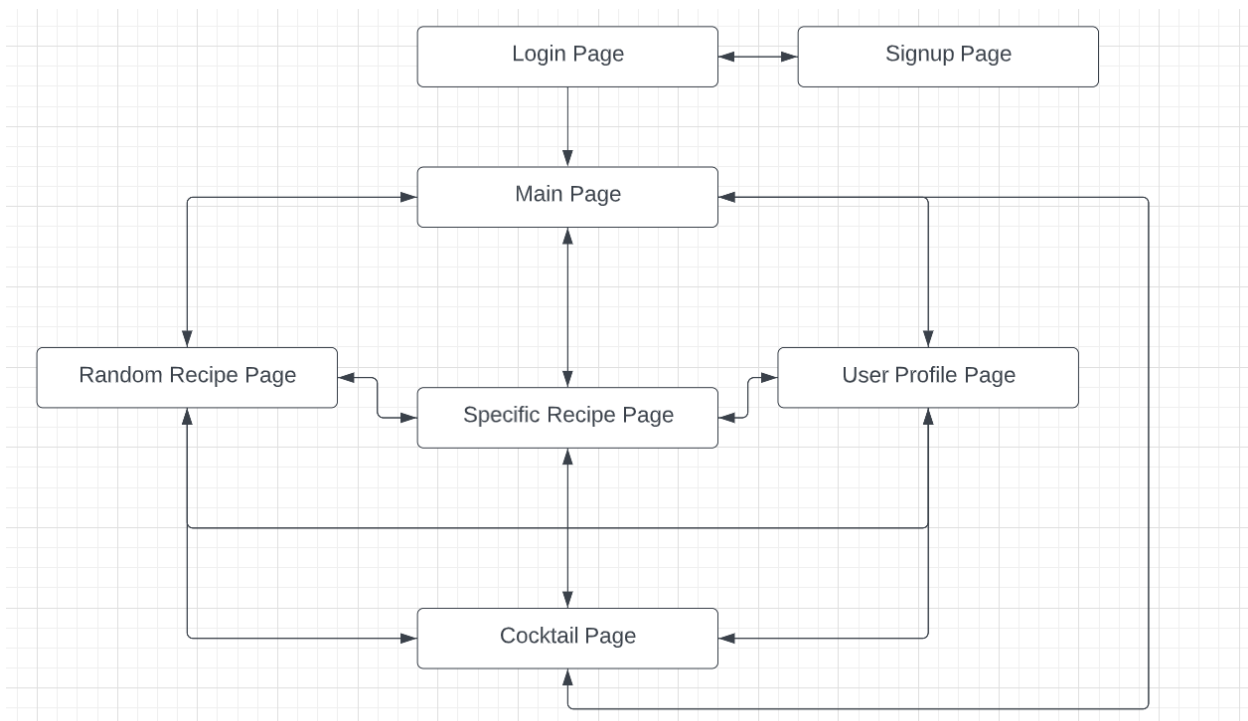 Login Page
Signup Page
Main Page
Random Recipe Page
User Profile Page
Specific Recipe Page
Cocktail Page